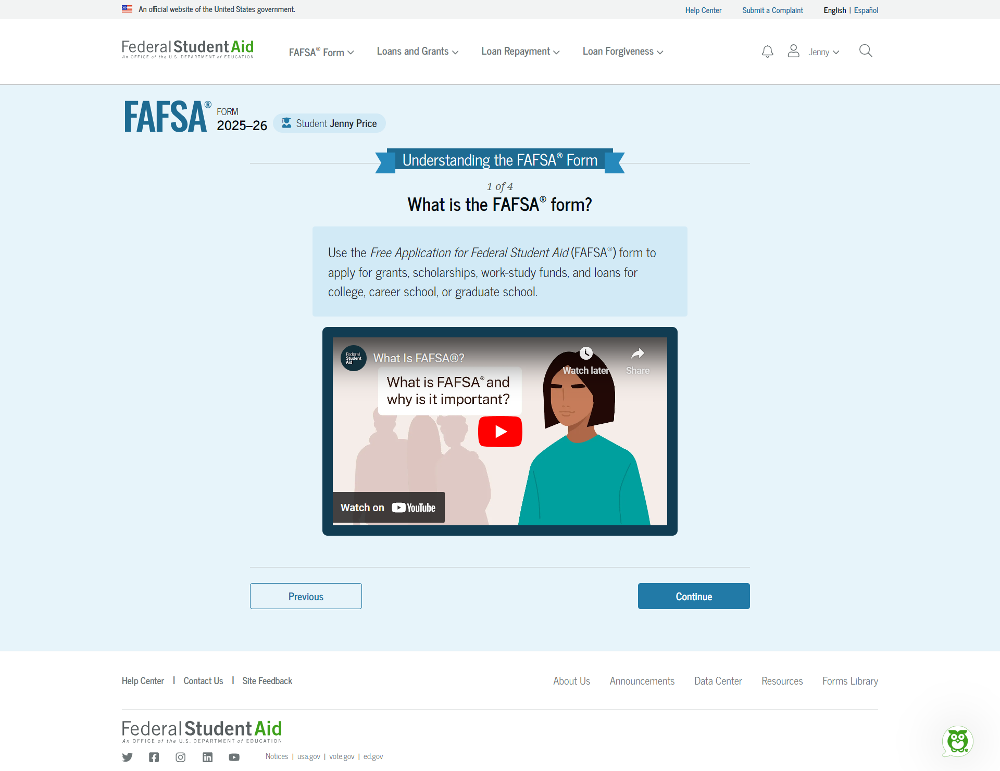 An official website of the United States government.
Help Center Submit a Complaint English | Español
Federal Student Aid
An OFFICE of the U.S. DEPARTMENT of EDUCATION
FAFSA® Form Loans and Grants Loan Repayment Loan Forgiveness
Jenny
FAFSA® FORM
2025–26
Student Jenny Price
Understanding the FAFSA® Form
1 of 4
What is the FAFSA® form?
Use the Free Application for Federal Student Aid (FAFSA®) form to
apply for grants, scholarships, work-study funds, and loans for
college, career school, or graduate school.
Federal
Student
Aid
What Is FAFSA®?
Watch later Share
What is FAFSA® and
why is it important?
Watch on YouTube
Previous Continue
Help Center | Contact Us | Site Feedback
About Us Announcements Data Center Resources Forms Library
Federal Student Aid
An OFFICE of the U.S. DEPARTMENT of EDUCATION
Notices | usa.gov | vote.gov | ed.gov